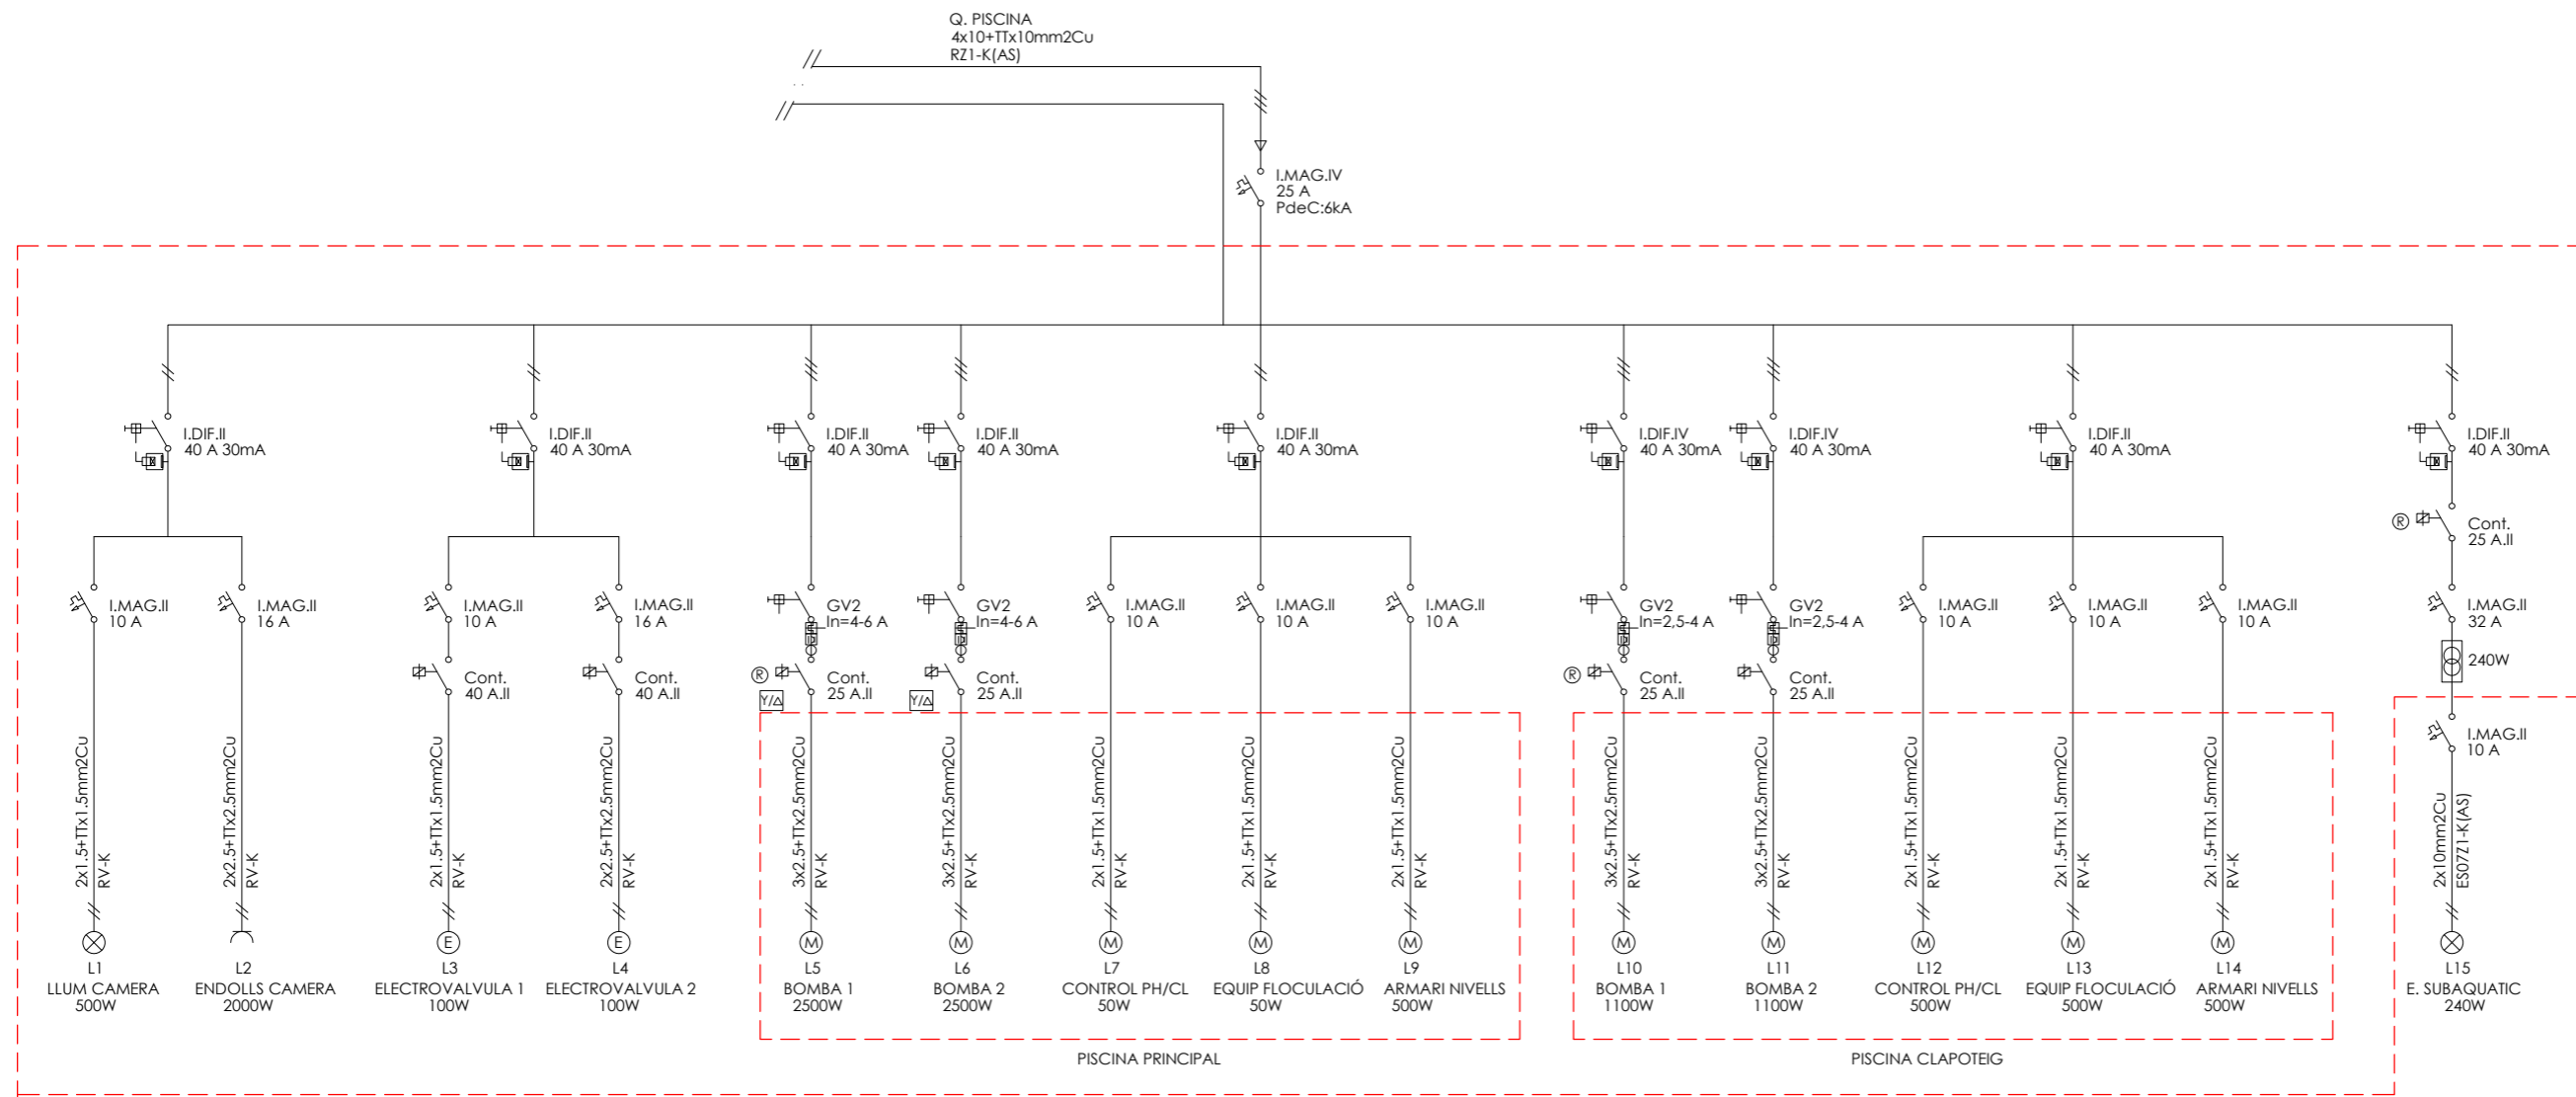 Q. PISCINA
4x10+TTx10mm2Cu
RZ1-K(AS)
I.MAG.IV
25 A
PdeC:6kA
I.DIF.II
40 A 30mA
I.DIF.II
40 A 30mA
I.DIF.II
40 A 30mA
I.DIF.II
40 A 30mA
I.DIF.II
40 A 30mA
I.DIF.IV
40 A 30mA
I.DIF.IV
40 A 30mA
I.DIF.II
40 A 30mA
I.DIF.II
40 A 30mA
R
Cont.
25 A.II
I.MAG.II
10 A
I.MAG.II
16 A
I.MAG.II
10 A
I.MAG.II
16 A
GV2
In=4-6 A
GV2
In=4-6 A
I.MAG.II
10 A
I.MAG.II
10 A
I.MAG.II
10 A
GV2
In=2,5-4 A
GV2
In=2,5-4 A
I.MAG.II
10 A
I.MAG.II
10 A
I.MAG.II
10 A
I.MAG.II
32 A
240W
Cont.
40 A.II
Cont.
40 A.II
R
Cont.
25 A.II
Y/Δ
Cont.
25 A.II
Y/Δ
R
Cont.
25 A.II
Cont.
25 A.II
I.MAG.II
10 A
2x1.5+TTx1.5mm2Cu
RV-K
2x2.5+TTx2.5mm2Cu
RV-K
2x1.5+TTx1.5mm2Cu
RV-K
2x2.5+TTx2.5mm2Cu
RV-K
3x2.5+TTx2.5mm2Cu
RV-K
3x2.5+TTx2.5mm2Cu
RV-K
2x1.5+TTx1.5mm2Cu
RV-K
2x1.5+TTx1.5mm2Cu
RV-K
2x1.5+TTx1.5mm2Cu
RV-K
3x2.5+TTx2.5mm2Cu
RV-K
3x2.5+TTx2.5mm2Cu
RV-K
2x1.5+TTx1.5mm2Cu
RV-K
2x1.5+TTx1.5mm2Cu
RV-K
2x1.5+TTx1.5mm2Cu
RV-K
2x10mm2Cu
ES07Z1-K(AS)
E
E
M
M
M
M
M
M
M
M
M
M
L1
LLUM CAMERA
500W
L2
ENDOLLS CAMERA
2000W
L3
ELECTROVALVULA 1
100W
L4
ELECTROVALVULA 2
100W
L5
BOMBA 1
2500W
L6
BOMBA 2
2500W
L7
CONTROL PH/CL
50W
L8
EQUIP FLOCULACIÓ
50W
L9
ARMARI NIVELLS
500W
L10
BOMBA 1
1100W
L11
BOMBA 2
1100W
L12
CONTROL PH/CL
500W
L13
EQUIP FLOCULACIÓ
500W
L14
ARMARI NIVELLS
500W
L15
E. SUBAQUATIC
240W
PISCINA PRINCIPAL
PISCINA CLAPOTEIG